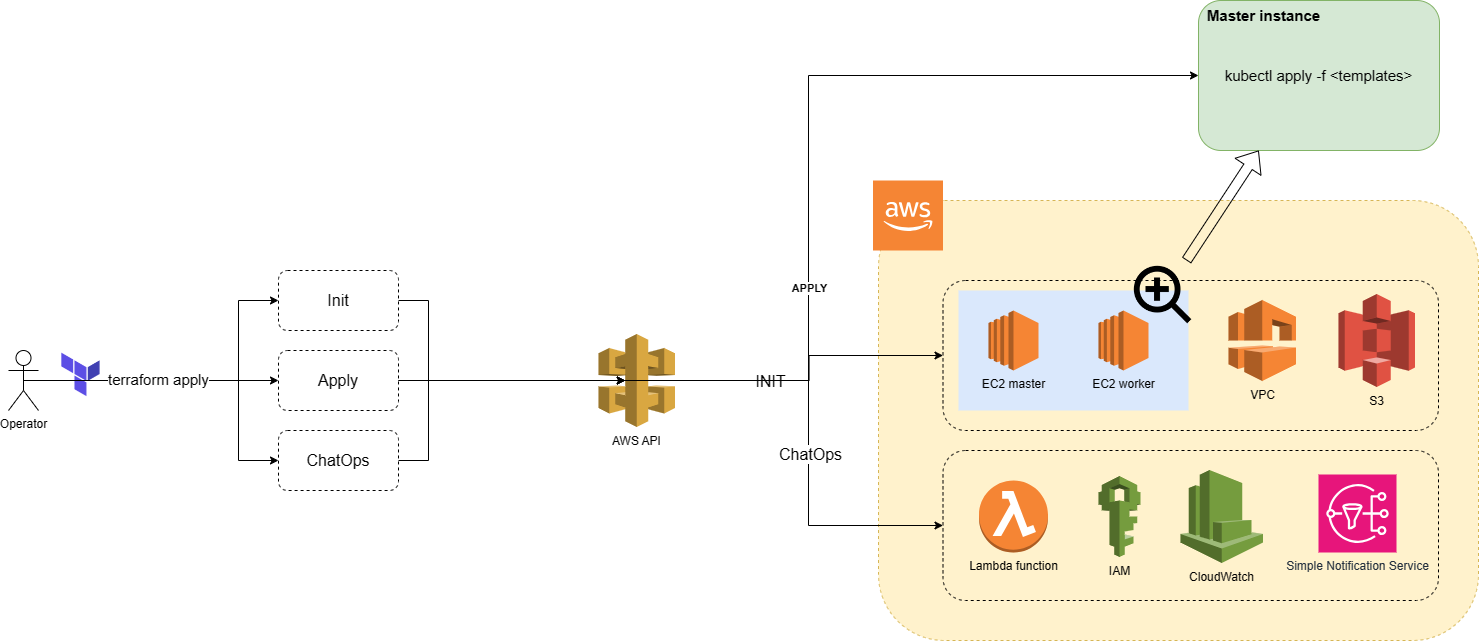 Master instance
kubectl apply -f <templates>
aws
APPLY
Init
Operator
terraform apply
Apply
ChatOps
AWS API
INIT
ChatOps
EC2 master
EC2 worker
VPC
S3
Lambda function
IAM
CloudWatch
Simple Notification Service